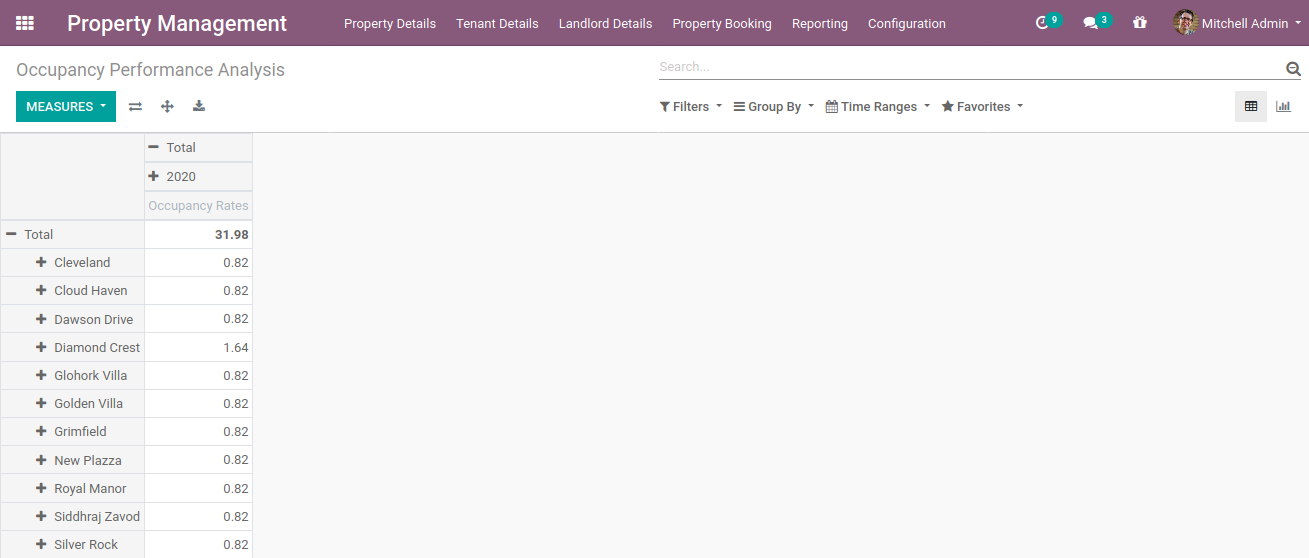 Property Management Property Details Tenant Details Landlord Details Property Booking Reporting Configuration 9 3 Mitchell Admin
Occupancy Performance Analysis Search...
MEASURES Filters Group By Time Ranges Favorites
Total
2020
Occupancy Rates
Total 31.98
Cleveland 0.82
Cloud Haven 0.82
Dawson Drive 0.82
Diamond Crest 1.64
Glohork Villa 0.82
Golden Villa 0.82
Grimfield 0.82
New Plazza 0.82
Royal Manor 0.82
Siddhraj Zavod 0.82
Silver Rock 0.82